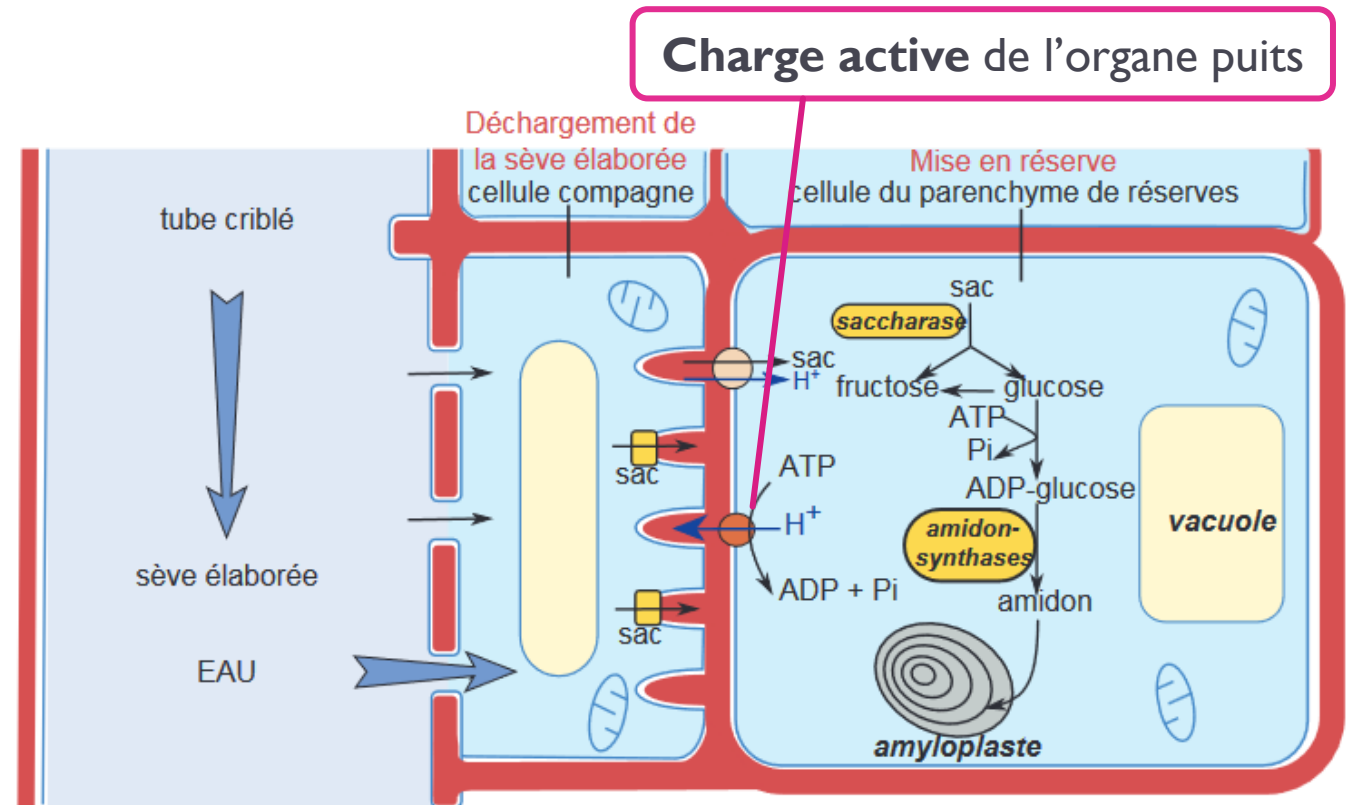 Charge active de l'organe puits
Déchargement de
la sève élaborée
cellule compagne
Mise en réserve
cellule du parenchyme de réserves
tube criblé
sève élaborée
EAU
sac
sac
sac
H⁺
ATP
H⁺
ADP + Pi
sac
saccharase
fructose
glucose
ATP
Pi
ADP-glucose
amidon-
synthases
amidon
amyloplaste
vacuole